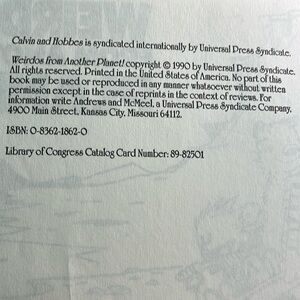 Calvin and Hobbes is syndicated internationally by Universal Press Syndicate.
Weirdos from Another Planet! copyright © 1990 by Universal Press Syndicate.
All rights reserved. Printed in the United States of America. No part of this
book may be used or reproduced in any manner whatsoever without written
permission except in the case of reprints in the context of reviews. For
information write Andrews and McMeel, a Universal Press Syndicate Company,
4900 Main Street, Kansas City, Missouri 64112.
ISBN: 0-8362-1862-0
Library of Congress Catalog Card Number: 89-82501